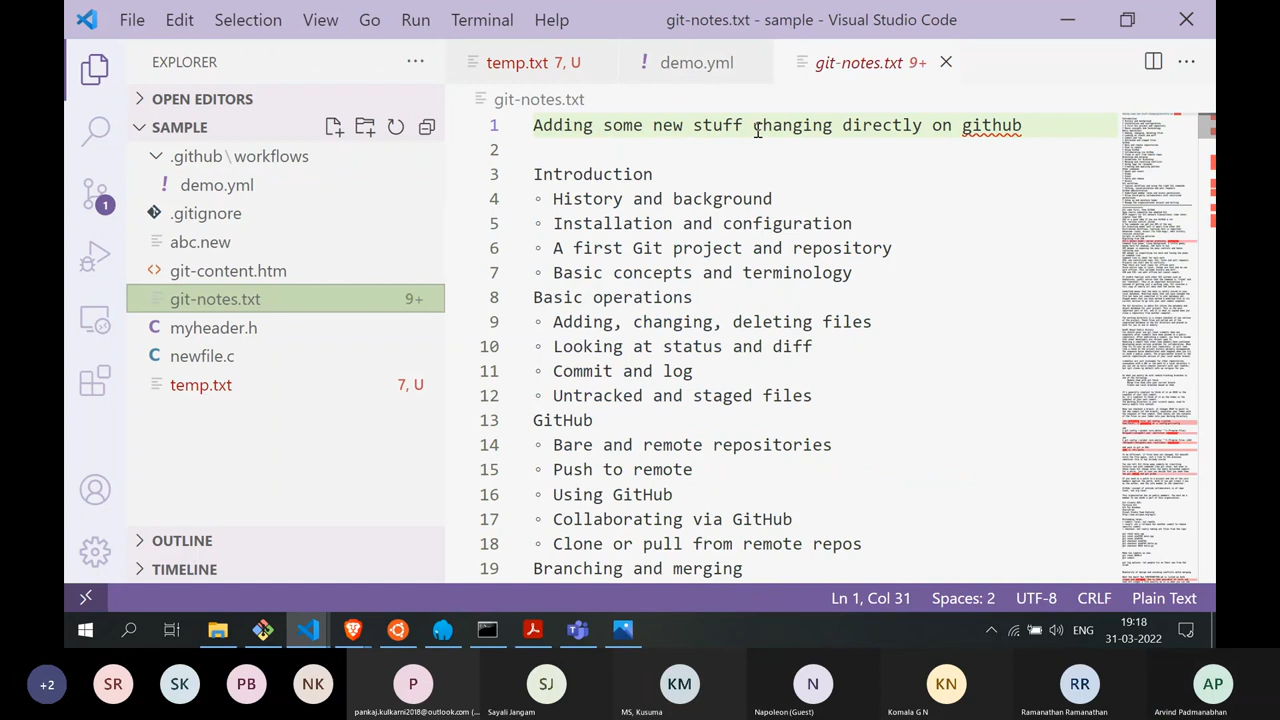 File Edit Selection View Go Run Terminal Help git-notes.txt - sample - Visual Studio Code
EXPLORER
temp.txt 7, U
demo.yml
git-notes.txt 9+
OPEN EDITORS
git-notes.txt
SAMPLE
.github\workflows
demo.yml
.gitignore
abc.new
git-content.htm
git-notes.txt 9+
myheader.h
newfile.c
temp.txt 7, U
OUTLINE
TIMELINE
1
1 Adding some new stuff changing directly on github
2
3 Introduction
4 ◦ History and background
5 ◦ Installation and configuration
6 ◦ A first Git project and repository
7 ◦ Basic concepts and terminology
8 Basic operations
9 ◦ Adding, changing, deleting files
10 ◦ Looking at status and diff
11 ◦ Commit and log
12 ◦ Untracked and staged files
13 GitHub
14 ◦ Bare and remote repositories
15 ◦ Push to remote
16 ◦ Using GitHub
17 ◦ Collaborating via GitHub
18 ◦ Clone or pull from remote repos
19 Branching and merging
Ln 1, Col 31 Spaces: 2 UTF-8 CRLF Plain Text
ENG
19:18
31-03-2022
+2 SR SK PB NK P SJ KM N KN RR AP
pankaj.kulkarni2018@outlook.com (... Sayali Jangam MS, Kusuma Napoleon (Guest) Komala G N Ramanathan Ramanathan Arvind Padmanabhan